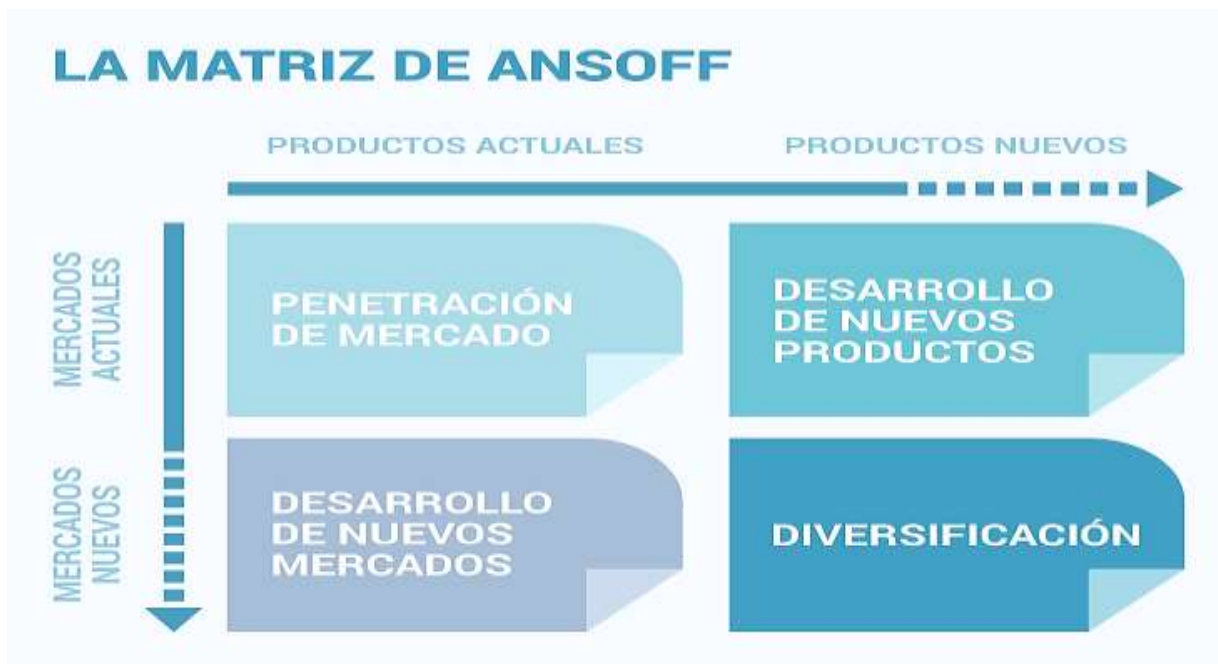 LA MATRIZ DE ANSOFF
PRODUCTOS ACTUALES
PRODUCTOS NUEVOS
MERCADOS
ACTUALES
PENETRACIÓN
DE MERCADO
DESARROLLO
DE NUEVOS
PRODUCTOS
MERCADOS
NUEVOS
DESARROLLO
DE NUEVOS
MERCADOS
DIVERSIFICACIÓN